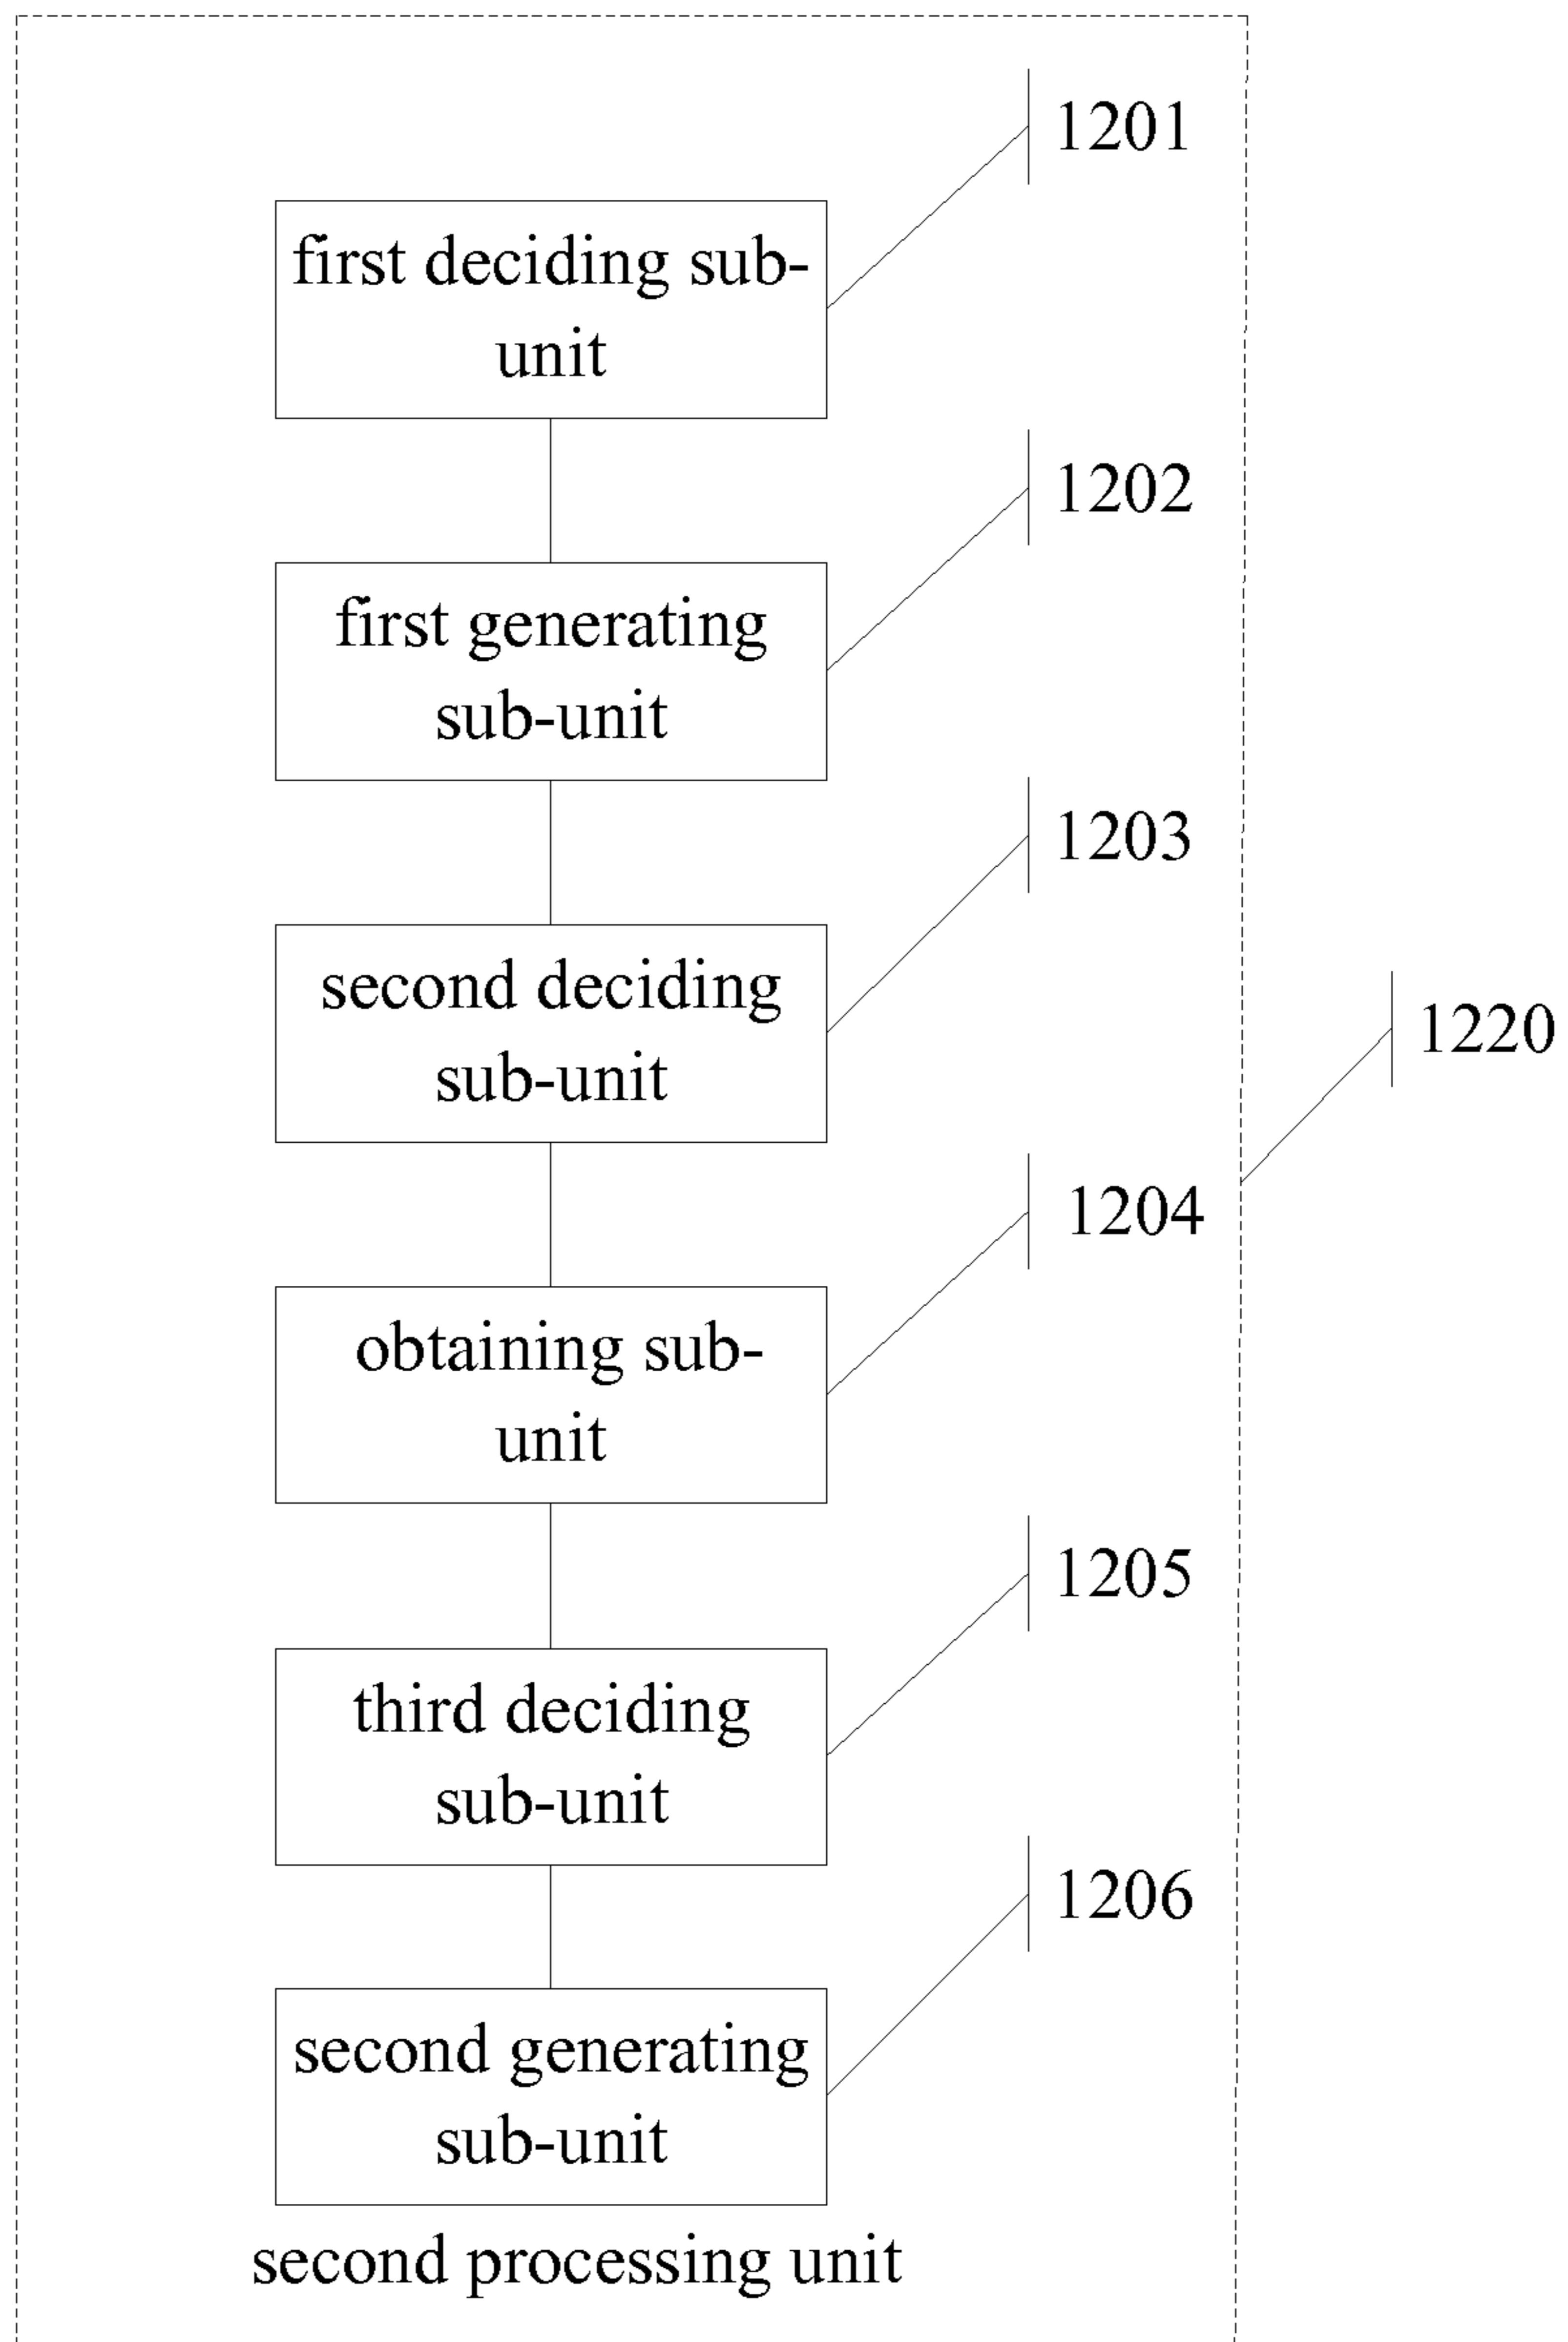 1201
first deciding sub-
unit
1202
first generating
sub-unit
1203
second deciding
sub-unit
1220
1204
obtaining sub-
unit
1205
third deciding
sub-unit
1206
second generating
sub-unit
second processing unit